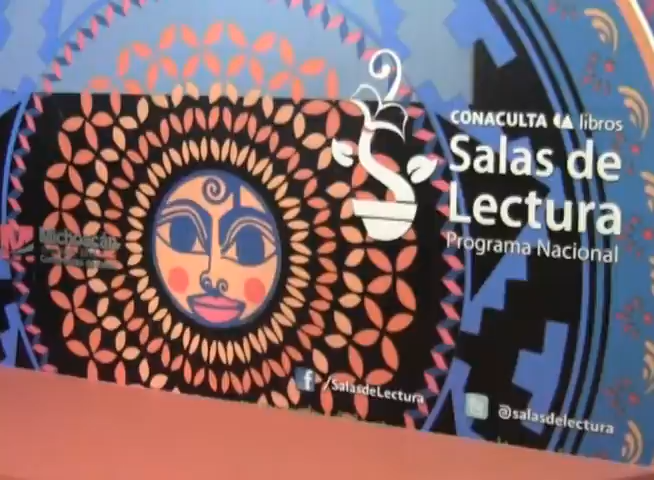 CONACULTA libros
Salas de
Lectura
Programa Nacional
Michoacán
f /SalasdeLectura
@salasdelectura